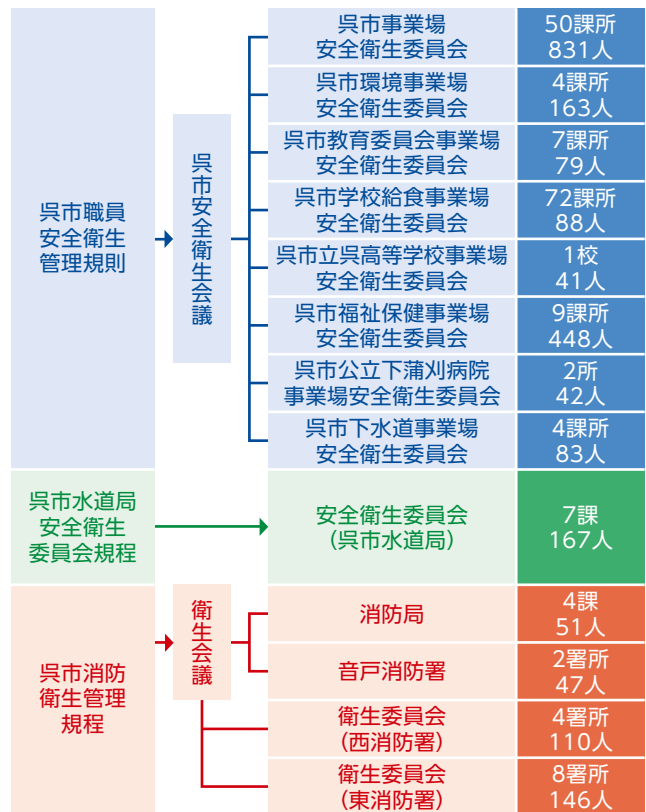 呉市職員
安全衛生
管理規則
呉市安全衛生会議
呉市事業場
安全衛生委員会
50課所
831人
呉市環境事業場
安全衛生委員会
4課所
163人
呉市教育委員会事業場
安全衛生委員会
7課所
79人
呉市学校給食事業場
安全衛生委員会
72課所
88人
呉市立呉高等学校事業場
安全衛生委員会
1校
41人
呉市福祉保健事業場
安全衛生委員会
9課所
448人
呉市公立下蒲刈病院
事業場安全衛生委員会
2所
42人
呉市下水道事業場
安全衛生委員会
4課所
83人
呉市水道局
安全衛生
委員会規程
安全衛生委員会
(呉市水道局)
7課
167人
呉市消防
衛生管理
規程
衛生会議
消防局
4課
51人
音戸消防署
2署所
47人
衛生委員会
(西消防署)
4署所
110人
衛生委員会
(東消防署)
8署所
146人